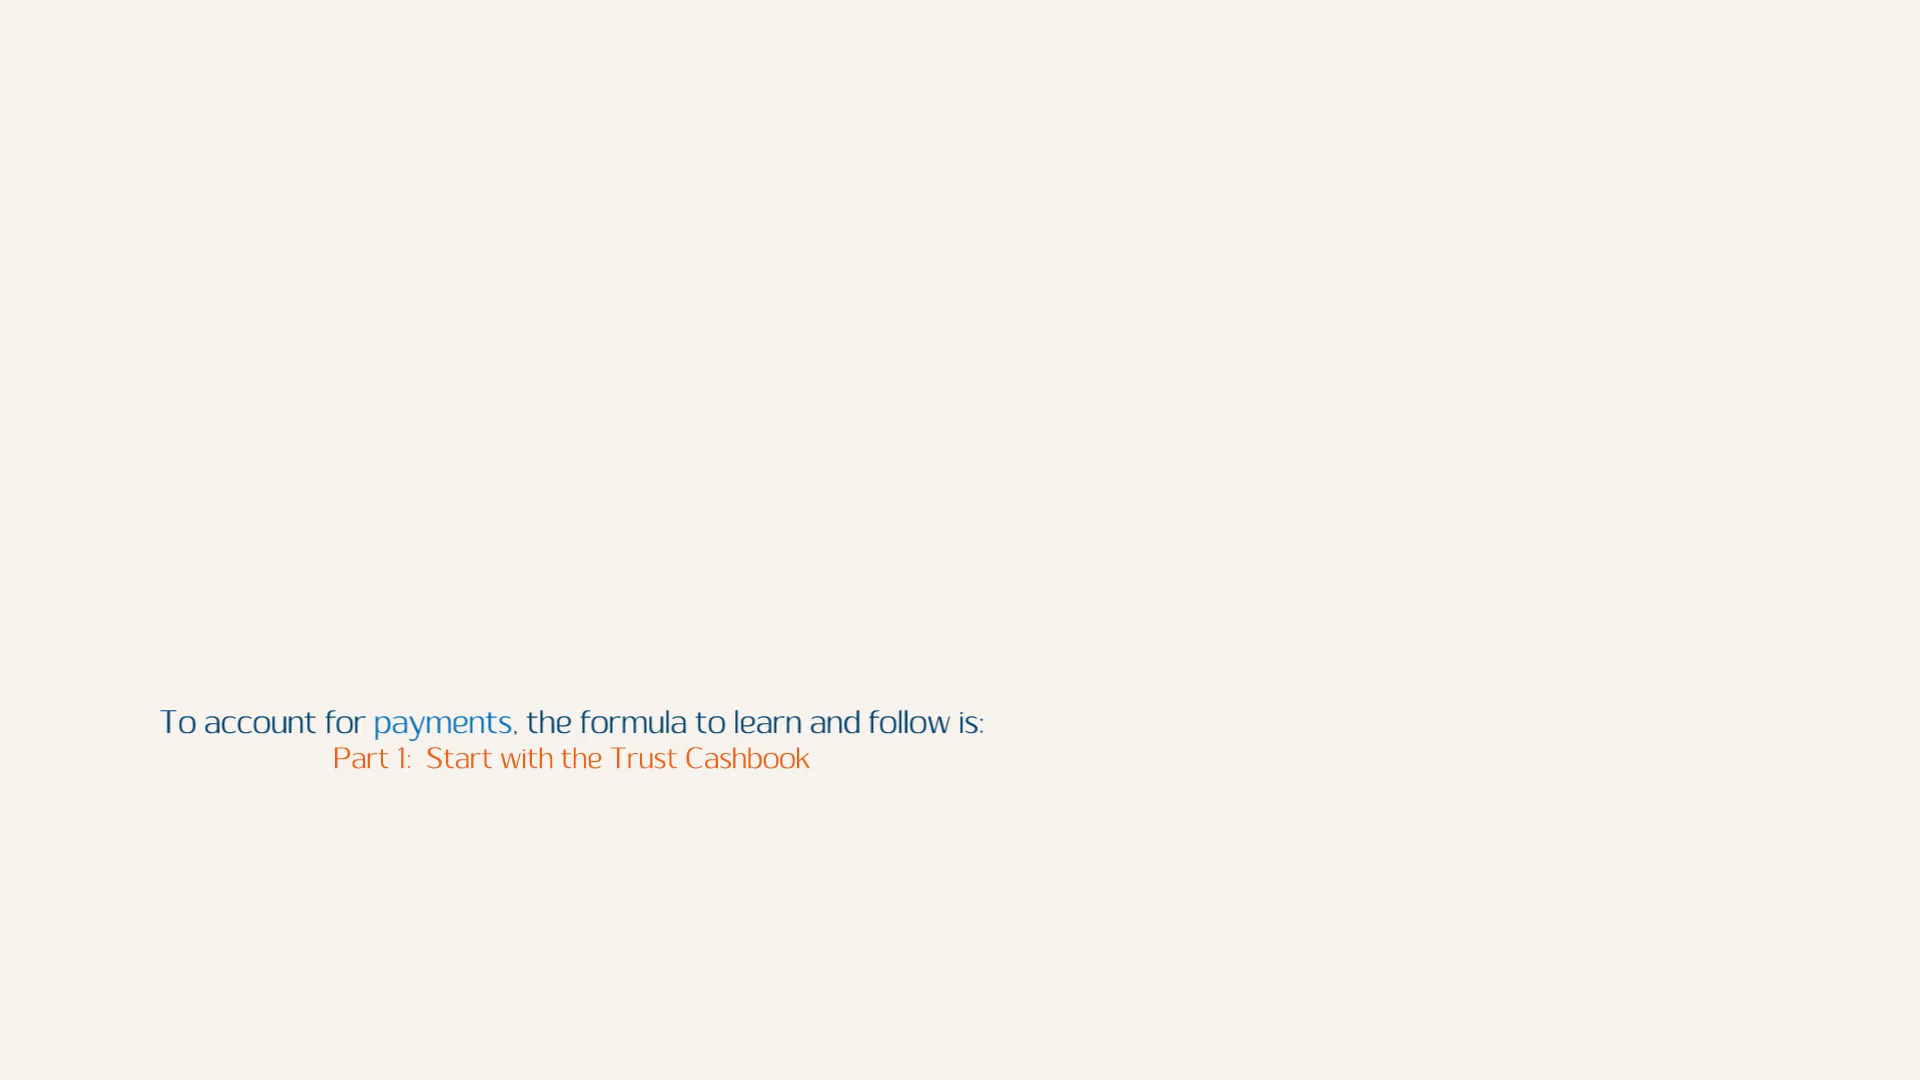 To account for payments, the formula to learn and follow is:
Part 1:  Start with the Trust Cashbook